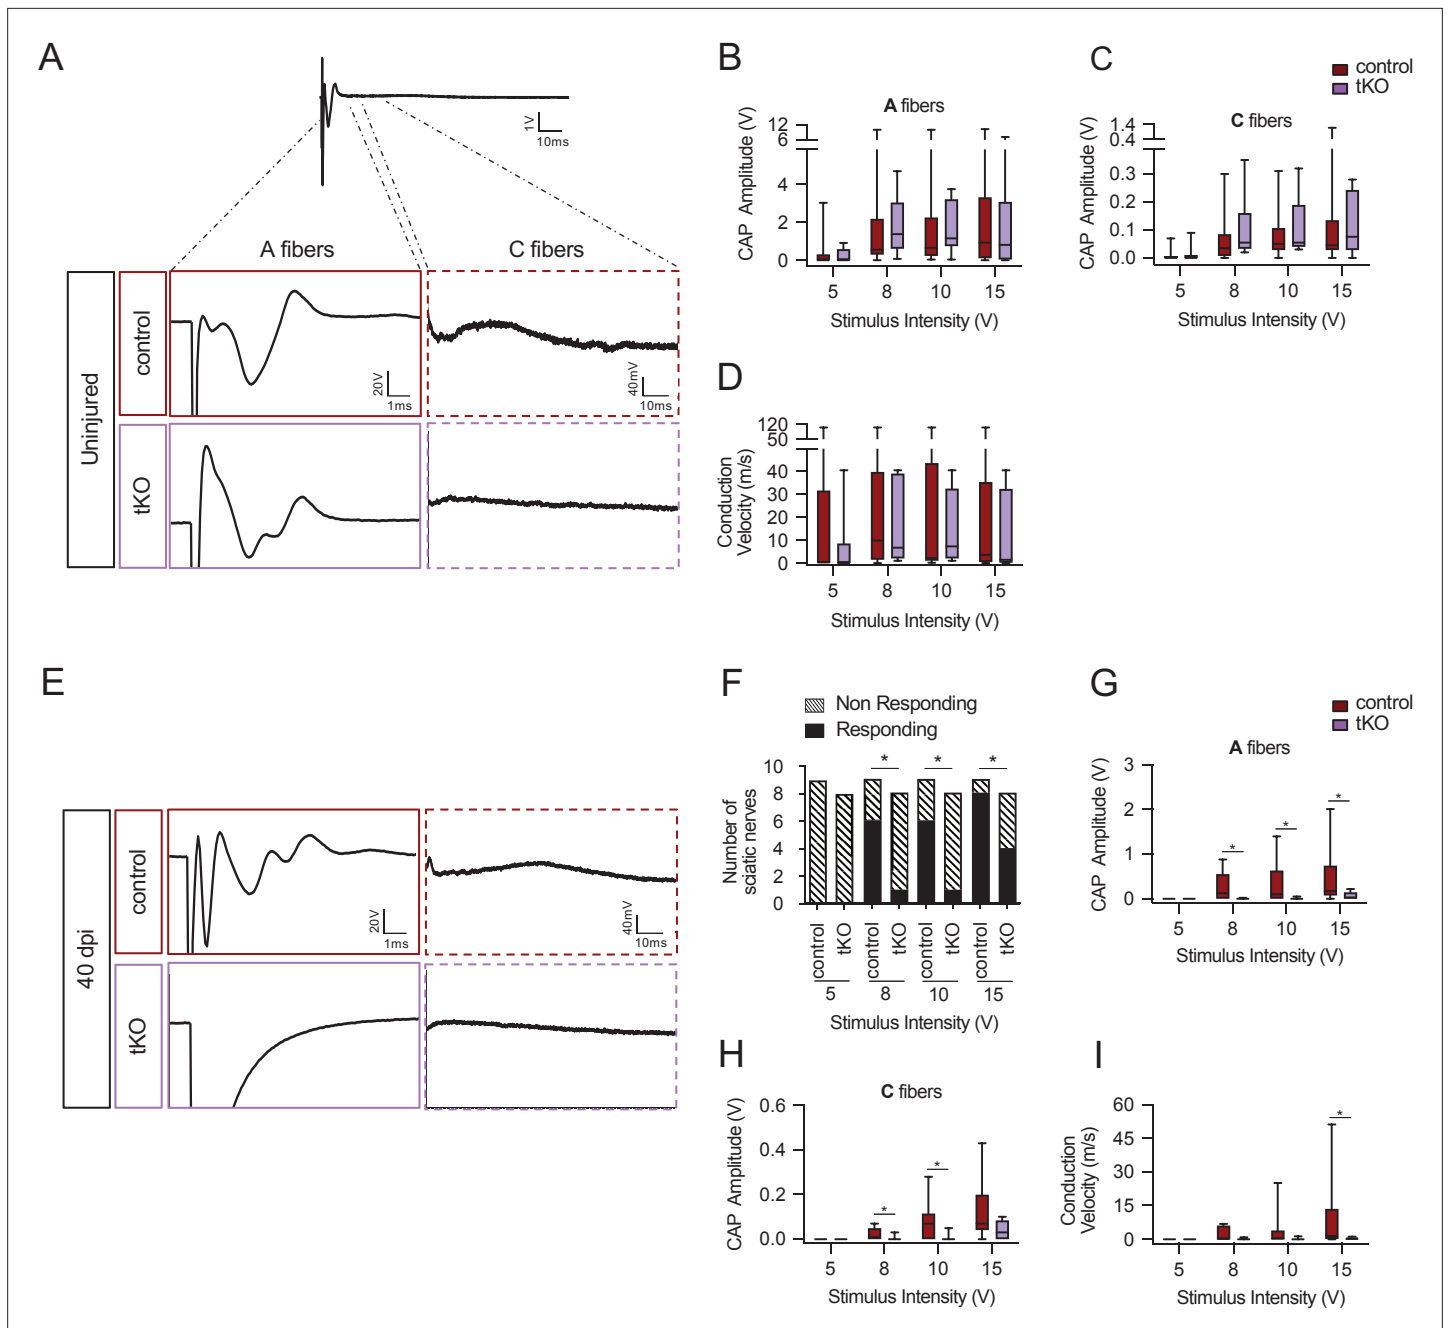 A
1V
10ms
A fibers
C fibers
Uninjured
control
20V
1ms
40mV
10ms
tKO
B
A fibers
CAP Amplitude (V)
12
6
4
2
0
5 8 10 15
Stimulus Intensity (V)
C
control
tKO
C fibers
CAP Amplitude (V)
1.4
0.4
0.3
0.2
0.1
0.0
5 8 10 15
Stimulus Intensity (V)
D
Conduction
Velocity (m/s)
120
50
40
30
20
10
0
5 8 10 15
Stimulus Intensity (V)
E
40 dpi
control
20V
1ms
40mV
10ms
tKO
F
Non Responding
Responding
Number of
sciatic nerves
10
8
6
4
2
0
* * *
control tKO control tKO control tKO control tKO
5 8 10 15
Stimulus Intensity (V)
G
control
tKO
A fibers
CAP Amplitude (V)
3
2
1
0
* * *
5 8 10 15
Stimulus Intensity (V)
H
C fibers
CAP Amplitude (V)
0.6
0.4
0.2
0.0
* *
5 8 10 15
Stimulus Intensity (V)
I
Conduction
Velocity (m/s)
60
45
30
15
0
*
5 8 10 15
Stimulus Intensity (V)